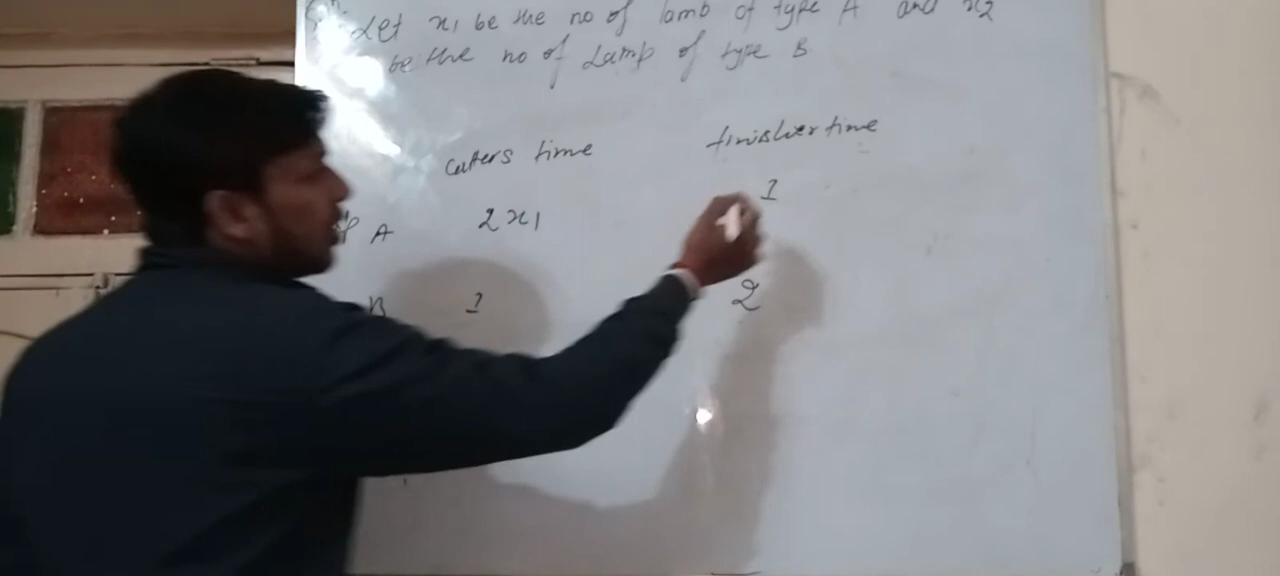 Let x1 be the no of lamb of type A and x2
be the no of Lamp of type B
cutters time finisher time
A 2x1 1
B 1 2